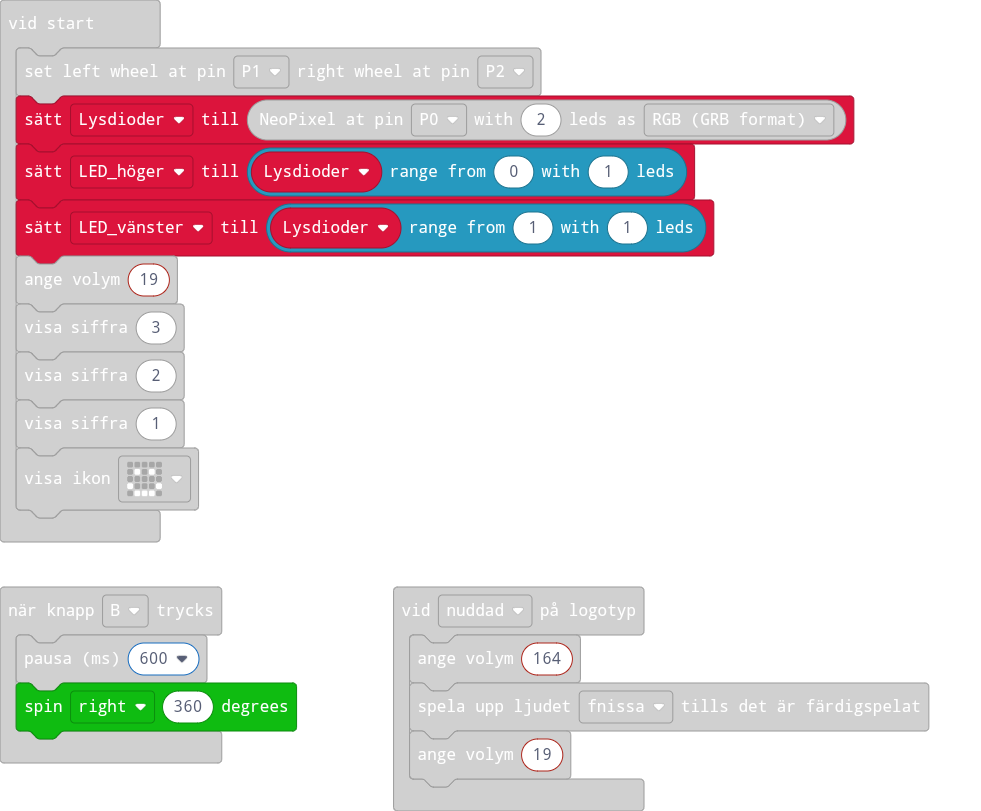 vid start
set left wheel at pin P1 right wheel at pin P2
sätt Lysdioder till NeoPixel at pin P0 with 2 leds as RGB (GRB format)
sätt LED_höger till Lysdioder range from 0 with 1 leds
sätt LED_vänster till Lysdioder range from 1 with 1 leds
ange volym 19
visa siffra 3
visa siffra 2
visa siffra 1
visa ikon
när knapp B trycks
pausa (ms) 600
spin right 360 degrees
vid nuddad på logotyp
ange volym 164
spela upp ljudet fnissa tills det är färdigspelat
ange volym 19